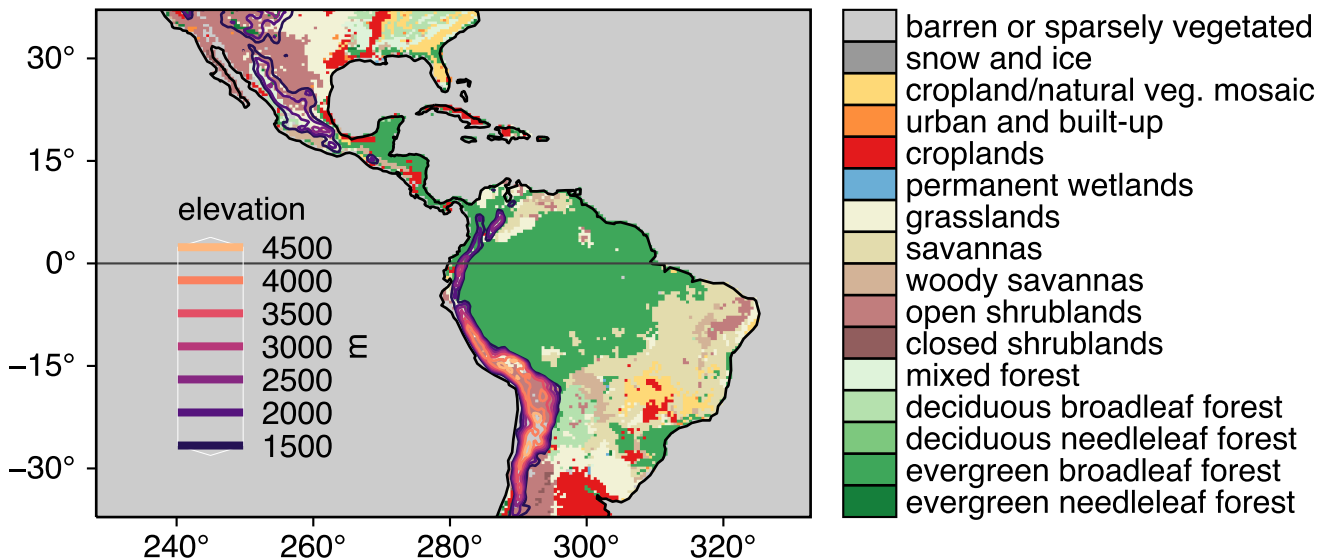 30°
15°
0°
−15°
−30°
240°
260°
280°
300°
320°
elevation
4500
4000
3500
3000
2500
2000
1500
m
barren or sparsely vegetated
snow and ice
cropland/natural veg. mosaic
urban and built-up
croplands
permanent wetlands
grasslands
savannas
woody savannas
open shrublands
closed shrublands
mixed forest
deciduous broadleaf forest
deciduous needleleaf forest
evergreen broadleaf forest
evergreen needleleaf forest